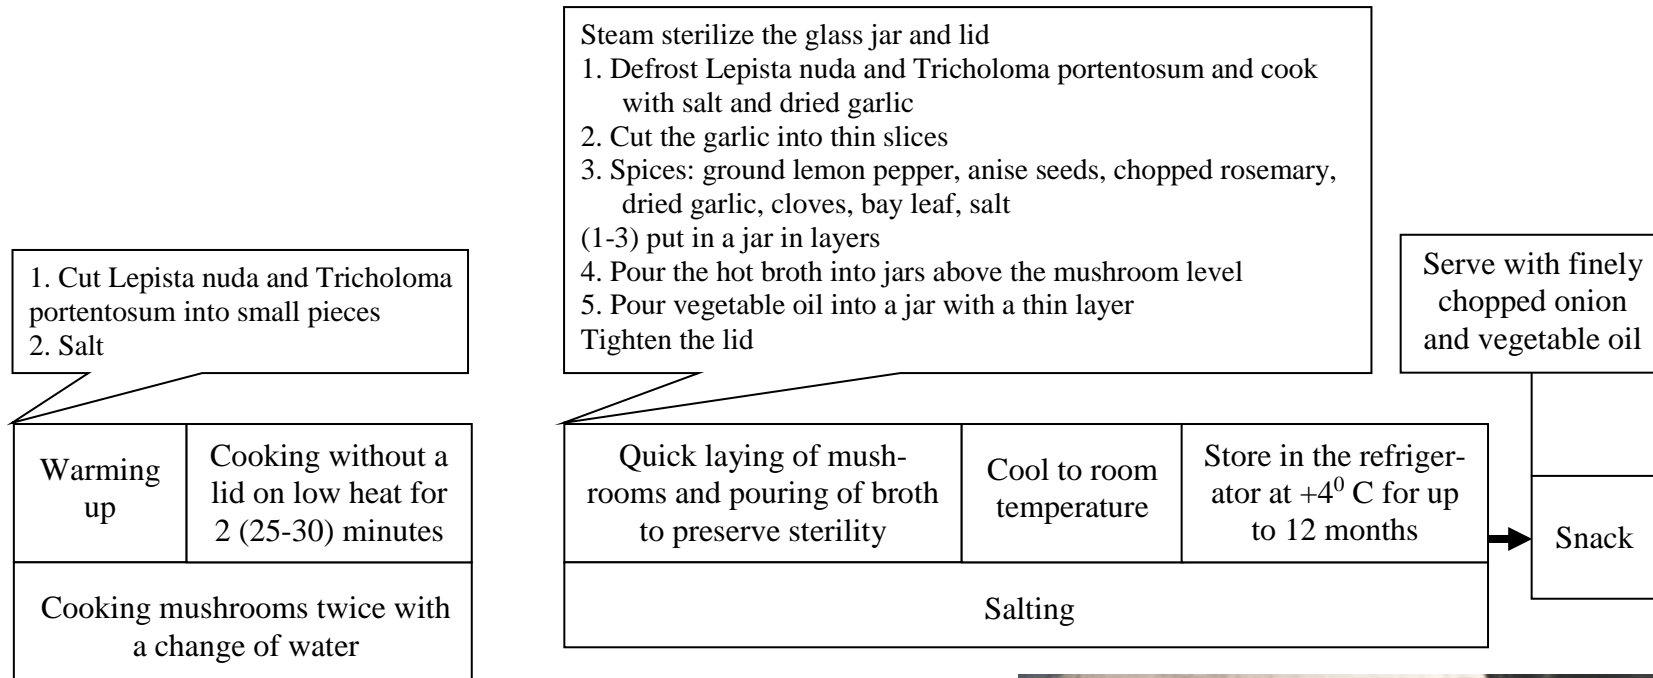 Steam sterilize the glass jar and lid
1. Defrost Lepista nuda and Tricholoma portentosum and cook
with salt and dried garlic
2. Cut the garlic into thin slices
3. Spices: ground lemon pepper, anise seeds, chopped rosemary,
dried garlic, cloves, bay leaf, salt
(1-3) put in a jar in layers
4. Pour the hot broth into jars above the mushroom level
5. Pour vegetable oil into a jar with a thin layer
Tighten the lid
1. Cut Lepista nuda and Tricholoma
portentosum into small pieces
2. Salt
Serve with finely
chopped onion
and vegetable oil
Warming
up
Cooking without a
lid on low heat for
2 (25-30) minutes
Cooking mushrooms twice with
a change of water
Quick laying of mush-
rooms and pouring of broth
to preserve sterility
Cool to room
temperature
Store in the refriger-
ator at +4⁰ C for up
to 12 months
Salting
Snack